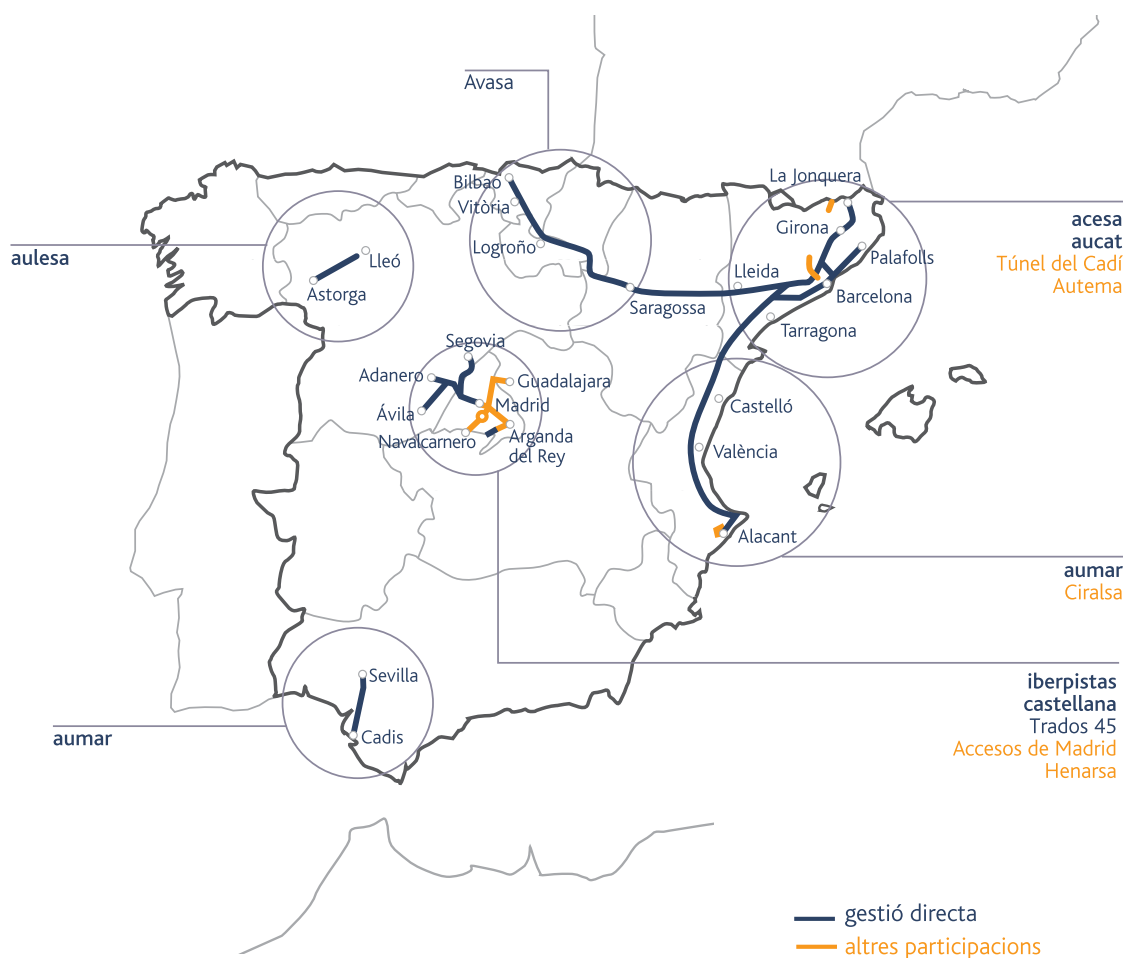 Avasa
La Jonquera
Bilbao
Vitòria
Logroño
Girona
acesa
aucat
Túnel del Cadí
Autema
aulesa
Lleó
Astorga
Palafolls
Lleida
Barcelona
Saragossa
Tarragona
Segovia
Adanero
Guadalajara
Ávila
Madrid
Navalcarnero
Arganda
del Rey
Castelló
València
Alacant
aumar
Ciralsa
Sevilla
Cadis
aumar
iberpistas
castellana
Trados 45
Accesos de Madrid
Henarsa
gestió directa
altres participacions